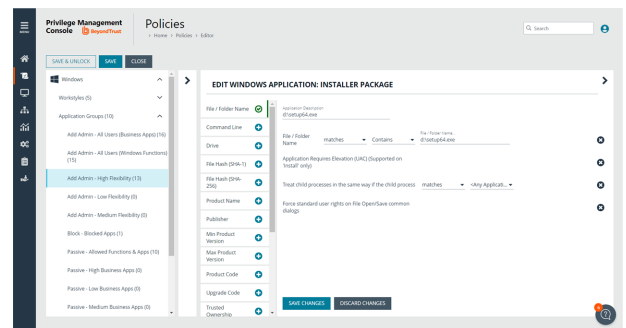 MENU
Privilege Management
Console BeyondTrust
Policies
› Home › Policies › Editor
Search
SAVE & UNLOCK
SAVE
CLOSE
Windows
Workstyles (5)
Application Groups (10)
Add Admin - All Users (Business Apps) (16)
Add Admin - All Users (Windows Functions)
(15)
Add Admin - High Flexibility (13)
Add Admin - Low Flexibility (0)
Add Admin - Medium Flexibility (0)
Block - Blocked Apps (1)
Passive - Allowed Functions & Apps (10)
Passive - High Business Apps (0)
Passive - Low Business Apps (0)
Passive - Medium Business Apps (0)
EDIT WINDOWS APPLICATION: INSTALLER PACKAGE
File / Folder Name
Command Line
Drive
File Hash (SHA-1)
File Hash (SHA-
256)
Product Name
Publisher
Min Product
Version
Max Product
Version
Product Code
Upgrade Code
Trusted
Ownership
Application Description
d\setup64.exe
File / Folder
Name
matches
Contains
File / Folder Name.
d:\setup64.exe
Application Requires Elevation (UAC) (Supported on
'Install' only)
Treat child processes in the same way if the child process
matches
<Any Applicati...
Force standard user rights on File Open/Save common
dialogs
SAVE CHANGES
DISCARD CHANGES